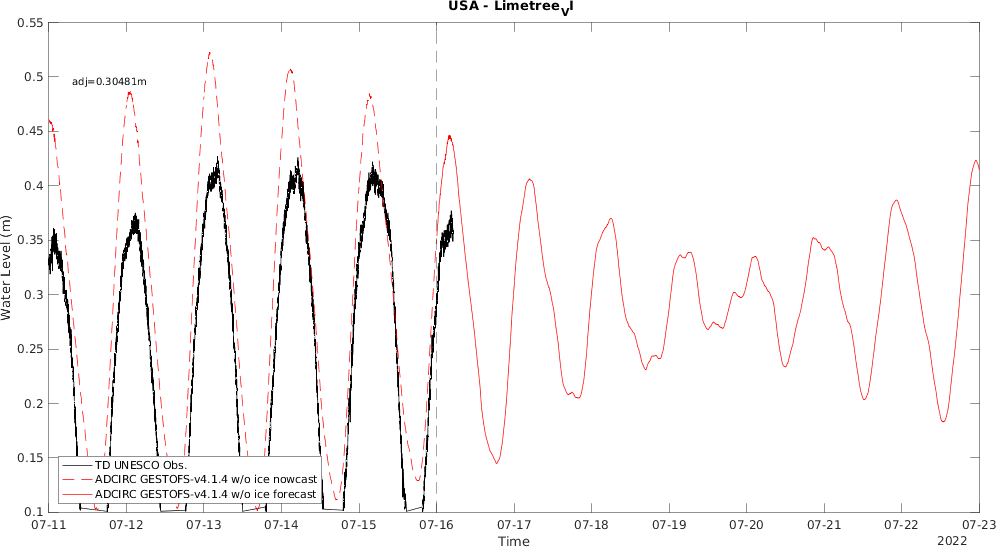 USA - Limetree_VI
0.55
0.5
adj=0.30481m
0.45
0.4
0.35
Water Level (m)
0.3
0.25
0.2
0.15
TD UNESCO Obs.
ADCIRC GESTOFS-v4.1.4 w/o ice nowcast
ADCIRC GESTOFS-v4.1.4 w/o ice forecast
0.1
07-11 07-12 07-13 07-14 07-15 07-16 07-17 07-18 07-19 07-20 07-21 07-22 07-23
Time
2022